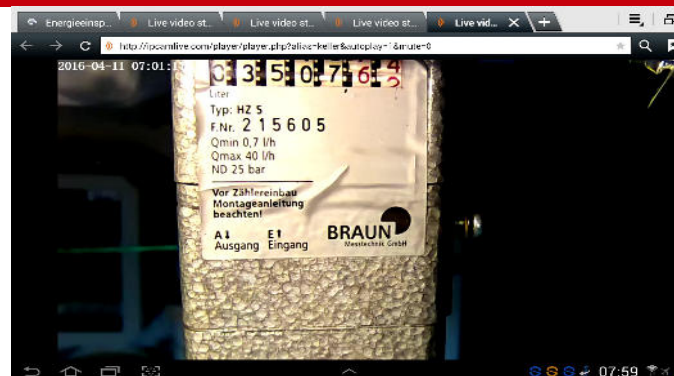 Energieeinsp...
Live video st...
Live video st...
Live video st...
Live vid...
http://ipcamlive.com/player/player.php?alias=keller&autoplay=1&mute=0
2016-04-11 07:01:
0 3 5 0 7 6
Liter
Typ: HZ 5
F.Nr. 215605
Qmin 0,7 l/h
Qmax 40 l/h
ND 25 bar
Vor Zählereinbau
Montageanleitung
beachten!
A↓ E↑
Ausgang Eingang
BRAUN
Messtechnik GmbH
07:59